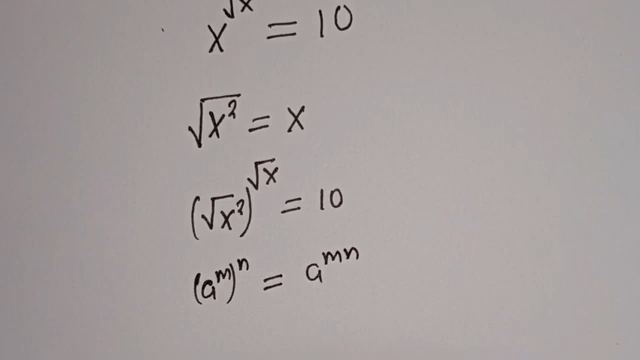 x^√x = 10
√x² = x
(√x²)^√x = 10
(a^m)^n = a^mn